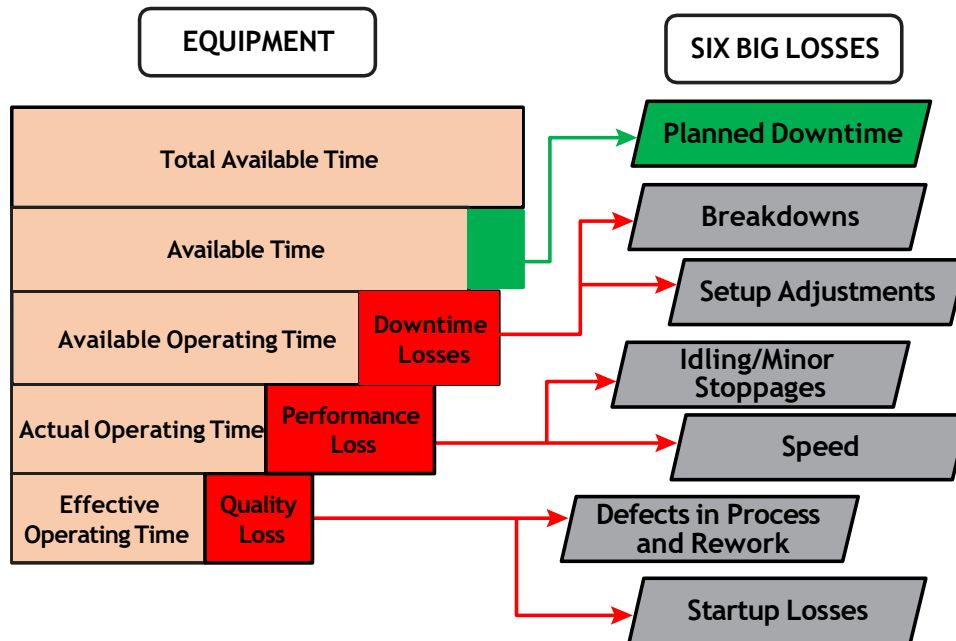 EQUIPMENT
SIX BIG LOSSES
Total Available Time
Planned Downtime
Available Time
Breakdowns
Setup Adjustments
Available Operating Time
Downtime
Losses
Idling/Minor
Stoppages
Actual Operating Time
Performance
Loss
Speed
Effective
Operating Time
Quality
Loss
Defects in Process
and Rework
Startup Losses